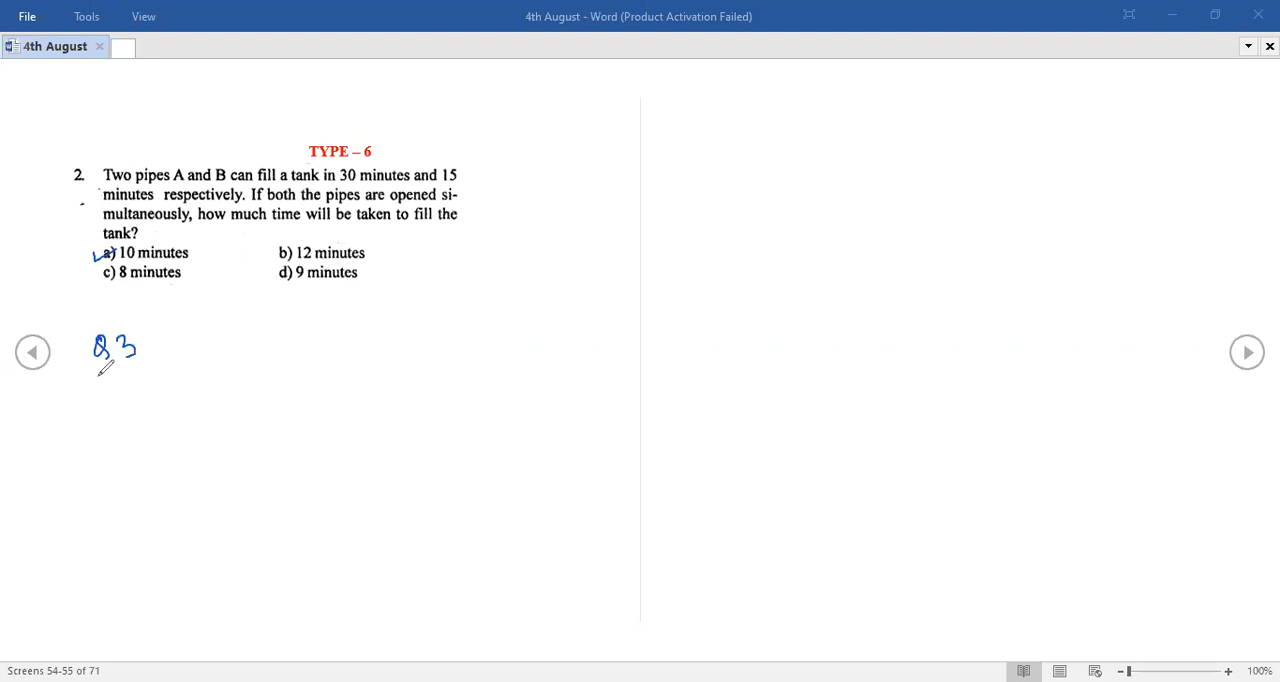 File Tools View 4th August - Word (Product Activation Failed)
4th August
TYPE – 6
2. Two pipes A and B can fill a tank in 30 minutes and 15
minutes respectively. If both the pipes are opened si-
multaneously, how much time will be taken to fill the
tank?
a) 10 minutes b) 12 minutes
c) 8 minutes d) 9 minutes
Q 3
Screens 54-55 of 71 100%